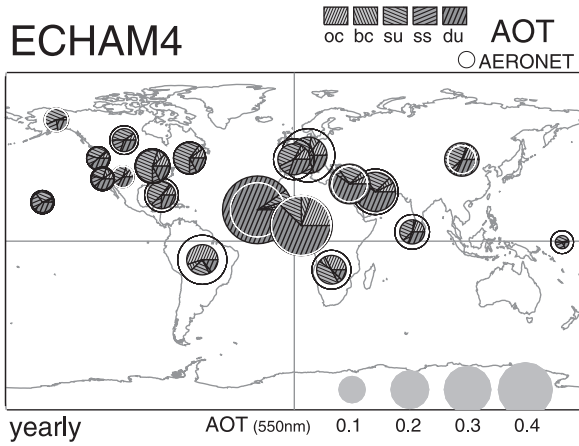 ECHAM4
oc bc su ss du
AOT
AERONET
yearly
AOT (550nm) 0.1 0.2 0.3 0.4